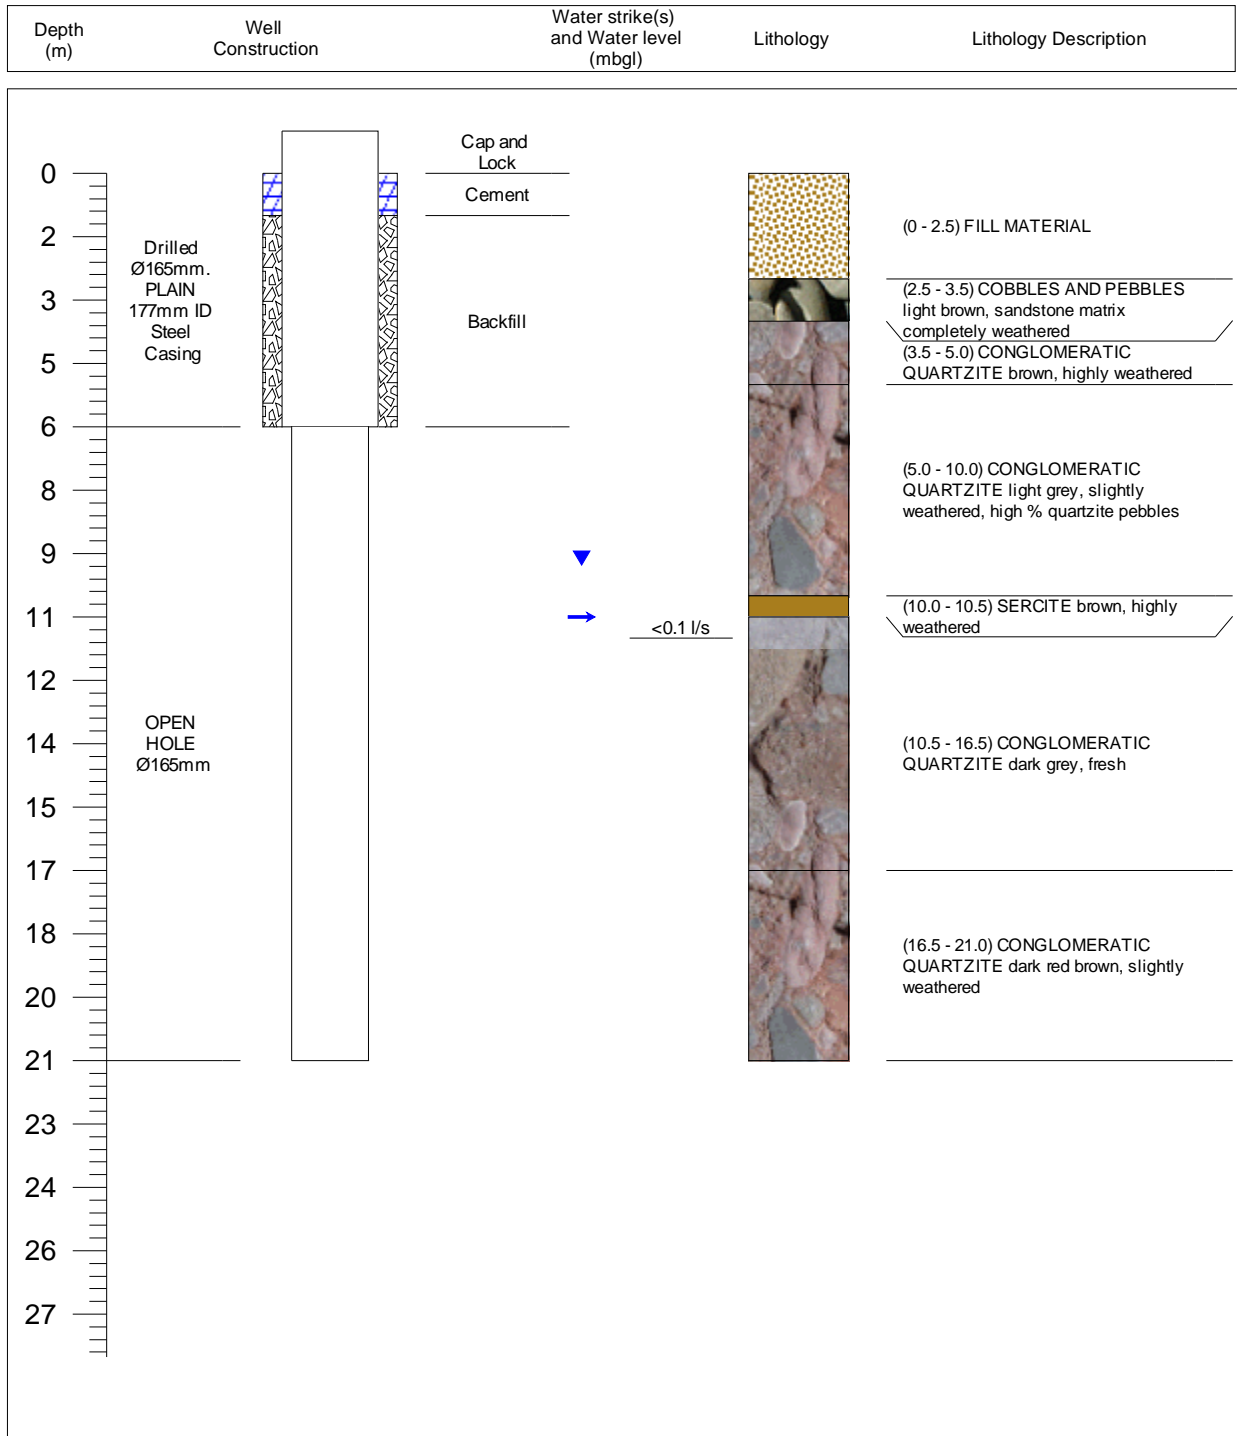 Depth
(m)
Well
Construction
Water strike(s)
and Water level
(mbgl)
Lithology
Lithology Description
Cap and
Lock
0
Cement
2
(0 - 2.5) FILL MATERIAL
Drilled
Ø165mm.
PLAIN
177mm ID
Steel
Casing
3
Backfill
(2.5 - 3.5) COBBLES AND PEBBLES
light brown, sandstone matrix
completely weathered
(3.5 - 5.0) CONGLOMERATIC
QUARTZITE brown, highly weathered
5
6
(5.0 - 10.0) CONGLOMERATIC
QUARTZITE light grey, slightly
weathered, high % quartzite pebbles
8
9
(10.0 - 10.5) SERCITE brown, highly
weathered
11
<0.1 l/s
12
OPEN
HOLE
Ø165mm
14
(10.5 - 16.5) CONGLOMERATIC
QUARTZITE dark grey, fresh
15
17
18
(16.5 - 21.0) CONGLOMERATIC
QUARTZITE dark red brown, slightly
weathered
20
21
23
24
26
27